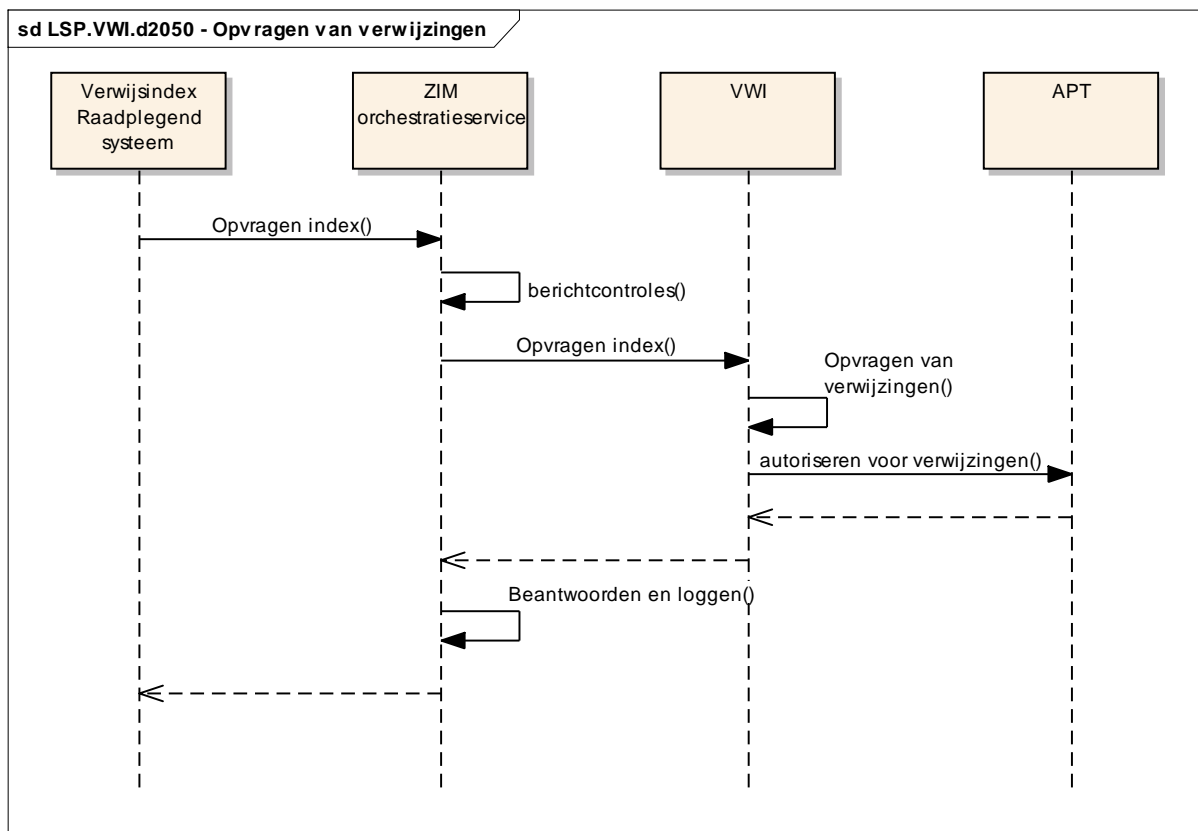 sd LSP.VWI.d2050 - Opvragen van verwijzingen
Verwijsindex
Raadplegend
systeem
ZIM
orchestratieservice
VWI
APT
Opvragen index()
berichtcontroles()
Opvragen index()
Opvragen van
verwijzingen()
autoriseren voor verwijzingen()
Beantwoorden en loggen()